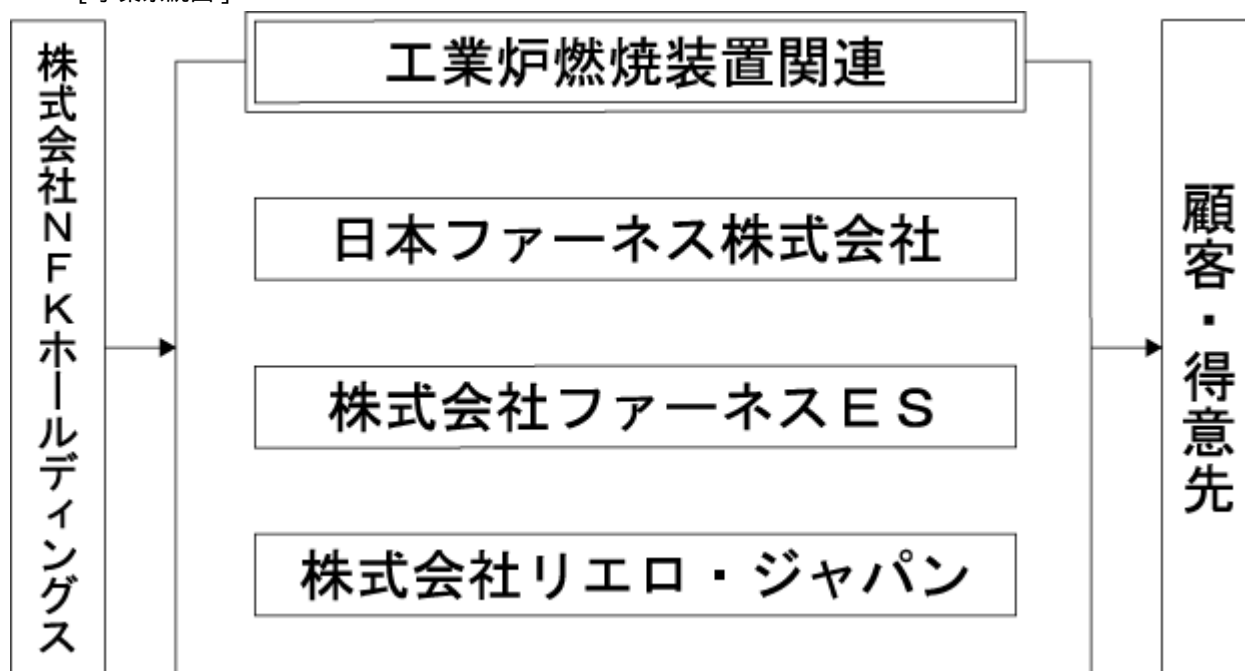 株式会社NFKホールディングス
工業炉燃焼装置関連
日本ファーネス株式会社
株式会社ファーネスES
株式会社リエロ・ジャパン
顧客・得意先